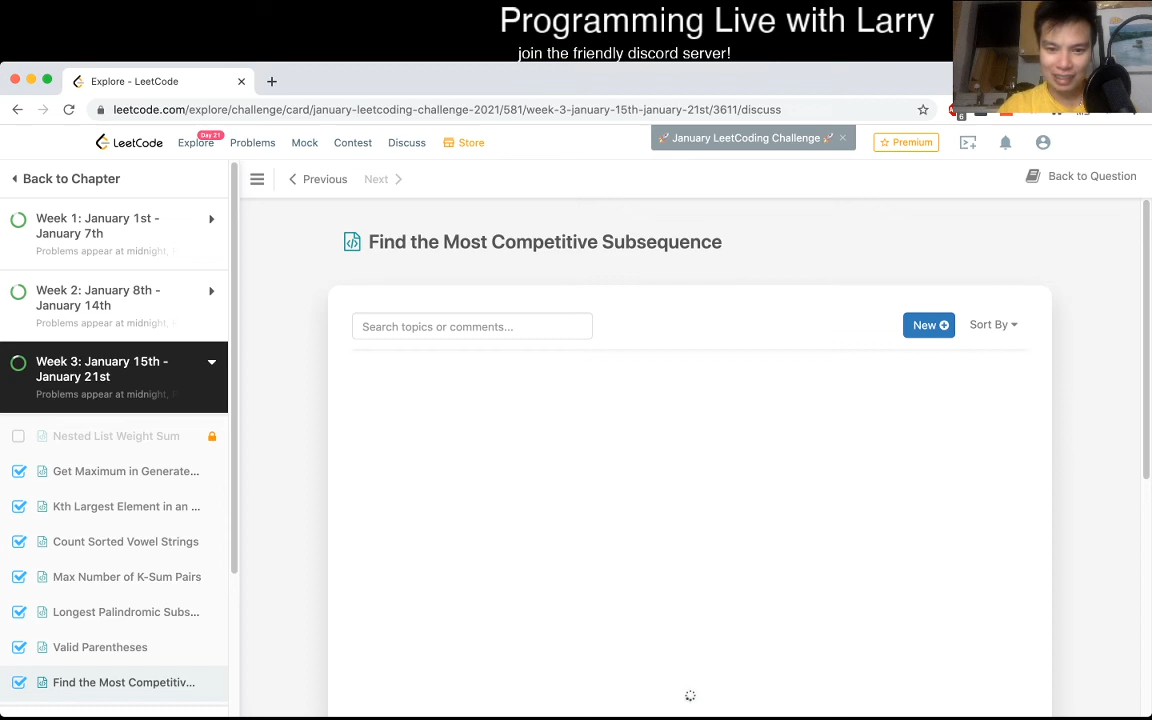 Programming Live with Larry
join the friendly discord server!
Explore - LeetCode
leetcode.com/explore/challenge/card/january-leetcoding-challenge-2021/581/week-3-january-15th-january-21st/3611/discuss
6
LeetCode
Explore
Day 21
Problems
Mock
Contest
Discuss
Store
January LeetCoding Challenge
Premium
Back to Chapter
Previous
Next
Back to Question
Week 1: January 1st -
January 7th
Problems appear at midnight,
Week 2: January 8th -
January 14th
Problems appear at midnight,
Week 3: January 15th -
January 21st
Problems appear at midnight,
Nested List Weight Sum
Get Maximum in Generate...
Kth Largest Element in an ...
Count Sorted Vowel Strings
Max Number of K-Sum Pairs
Longest Palindromic Subs...
Valid Parentheses
Find the Most Competitiv...
Find the Most Competitive Subsequence
Search topics or comments...
New
Sort By